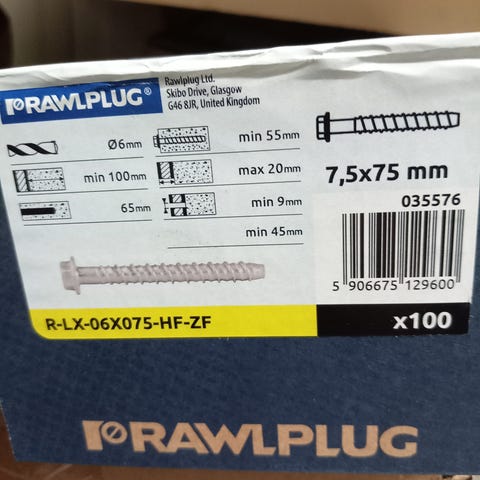 RAWLPLUG®
Rawlplug Ltd.
Skibo Drive, Glasgow
G46 8JR, United Kingdom
Ø6mm
min 55mm
min 100mm
max 20mm
65mm
min 9mm
min 45mm
7,5x75 mm
035576
5 906675 129600
R-LX-06X075-HF-ZF
x100
RAWLPLUG